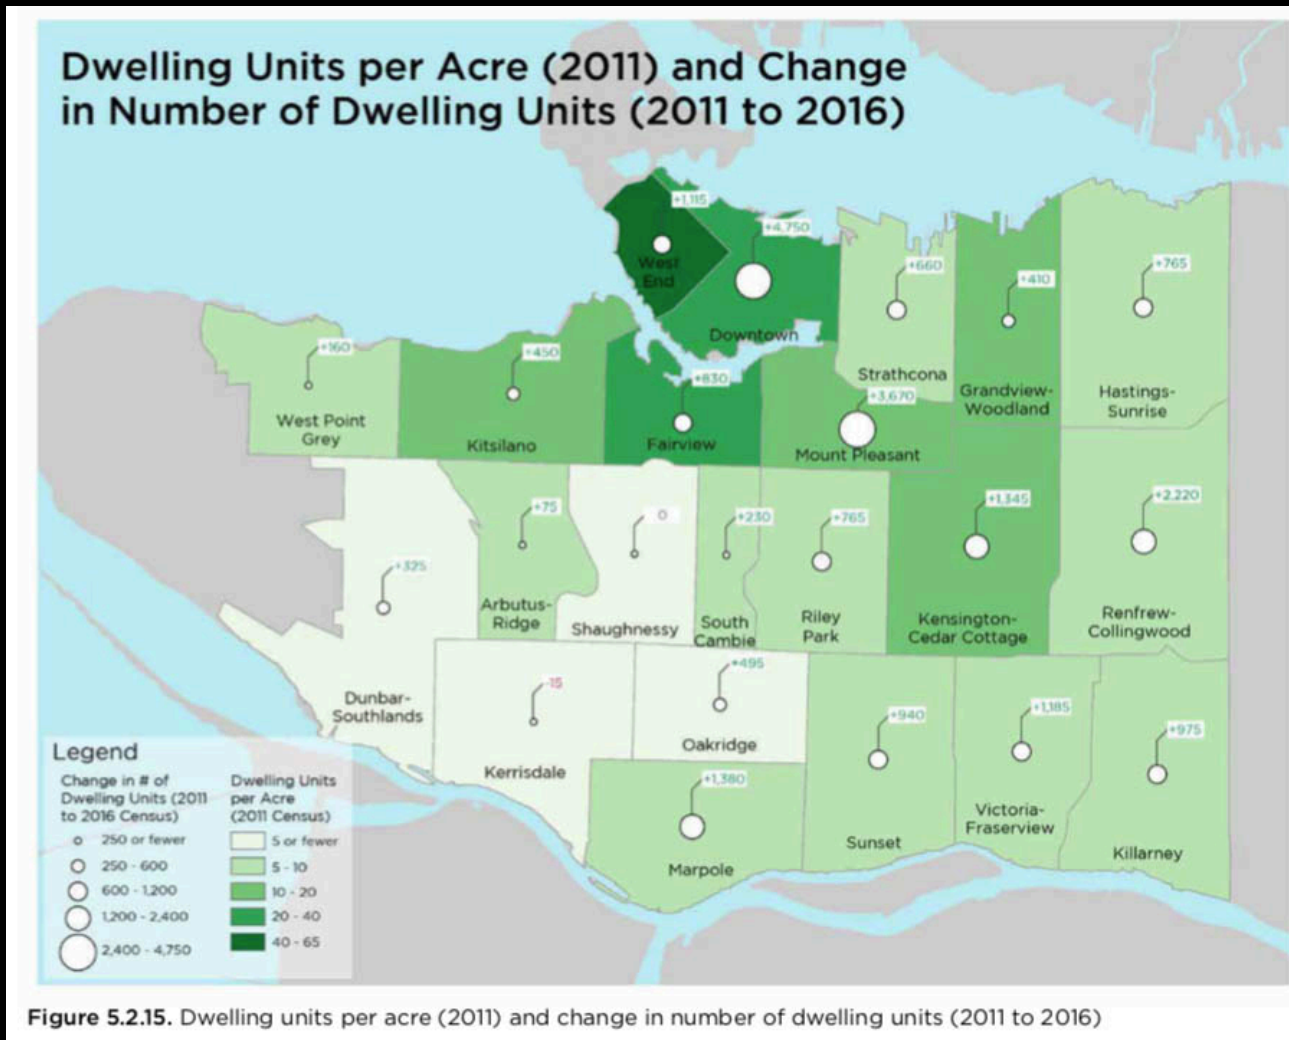 Dwelling Units per Acre (2011) and Change
in Number of Dwelling Units (2011 to 2016)
+1,115
West
End
+4,750
Downtown
+660
Strathcona
+410
Grandview-
Woodland
+765
Hastings-
Sunrise
+160
West Point
Grey
+450
Kitsilano
+830
Fairview
+3,670
Mount Pleasant
+325
Dunbar-
Southlands
+75
Arbutus-
Ridge
0
Shaughnessy
+230
South
Cambie
+765
Riley
Park
+1,345
Kensington-
Cedar Cottage
+2,220
Renfrew-
Collingwood
-15
Kerrisdale
+495
Oakridge
+1,380
Marpole
+940
Sunset
+1,185
Victoria-
Fraserview
+975
Killarney
Legend
Change in # of
Dwelling Units (2011
to 2016 Census)
250 or fewer
250 - 600
600 - 1,200
1,200 - 2,400
2,400 - 4,750
Dwelling Units
per Acre
(2011 Census)
5 or fewer
5 - 10
10 - 20
20 - 40
40 - 65
Figure 5.2.15. Dwelling units per acre (2011) and change in number of dwelling units (2011 to 2016)